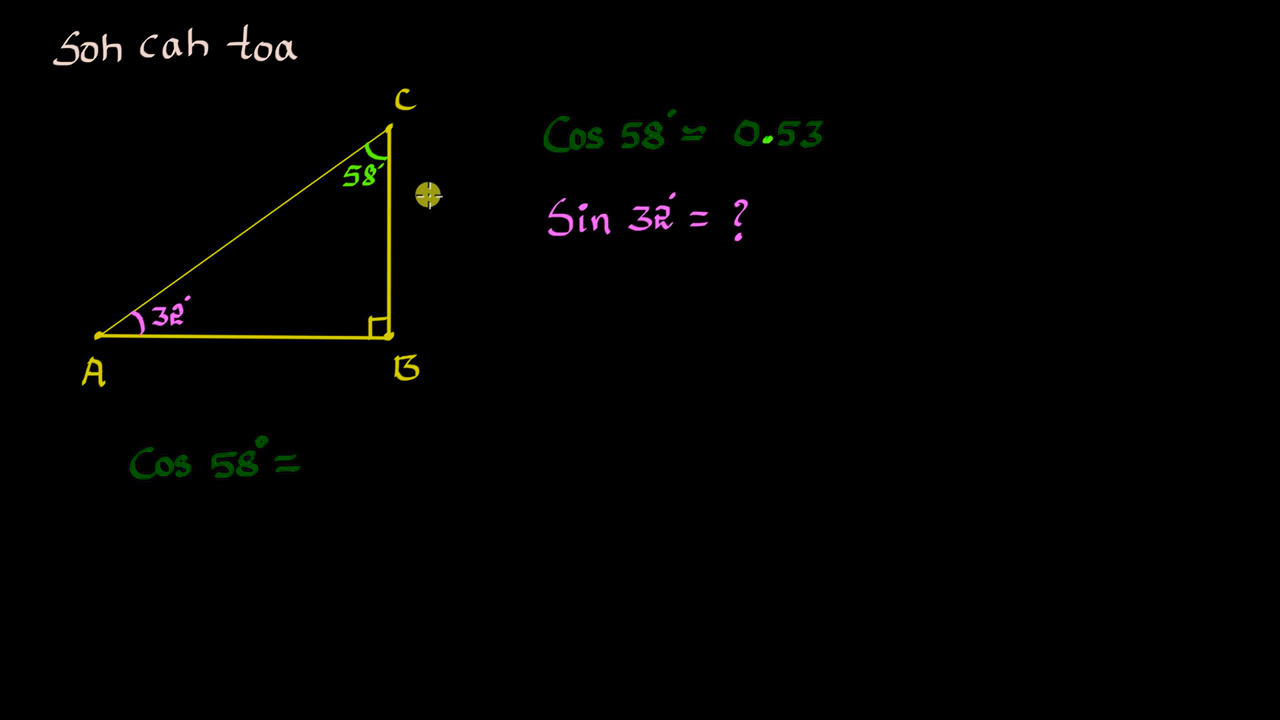 Soh cah toa
C
Cos 58° ≈ 0.53
58°
Sin 32° = ?
32°
A
B
Cos 58° =